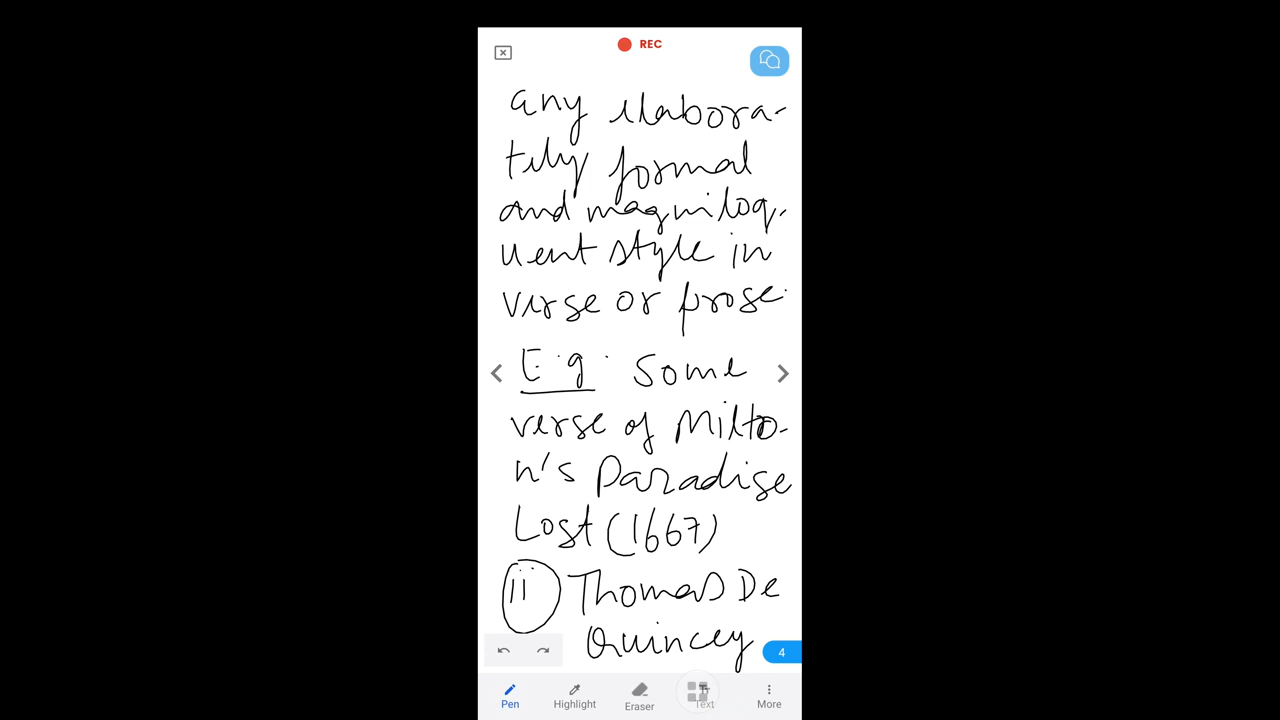 REC
any elabora-
tely formal
and magniloq-
uent style in
verse or prose.
E.g. Some
verse of Milto-
n's Paradise
Lost (1667)
ii Thomas De
Quincey
4
Pen Highlight Eraser Text More